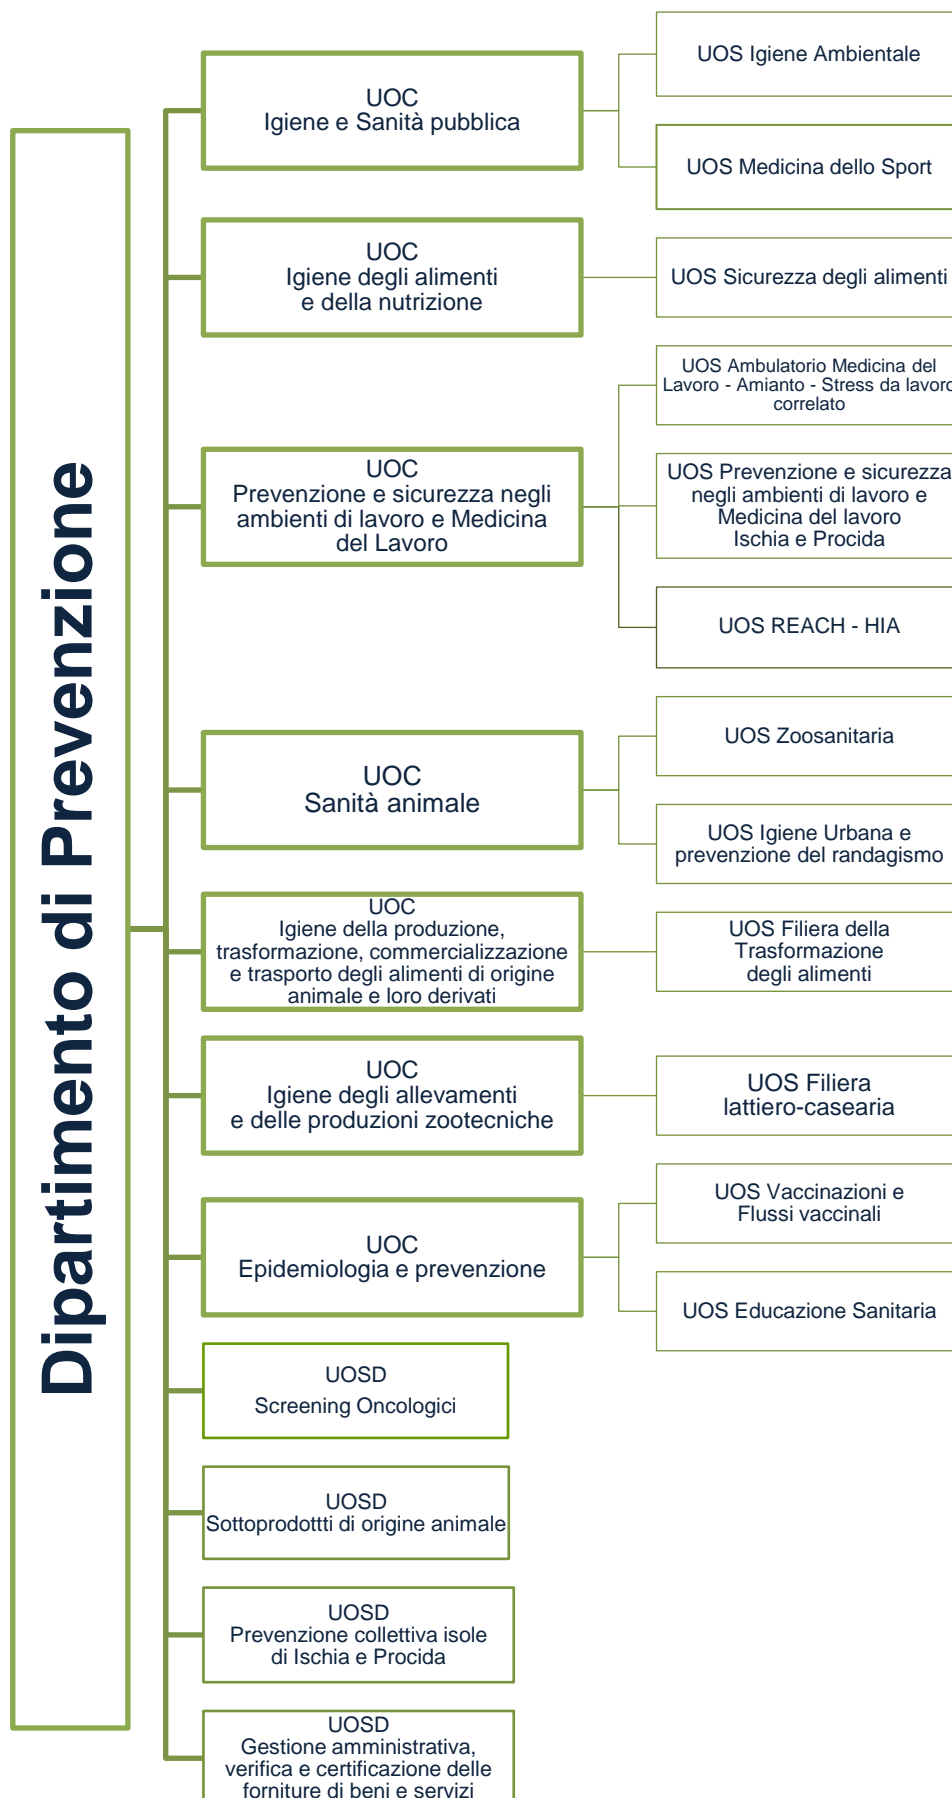 Dipartimento di Prevenzione
UOC
Igiene e Sanità pubblica
UOS Igiene Ambientale
UOS Medicina dello Sport
UOC
Igiene degli alimenti
e della nutrizione
UOS Sicurezza degli alimenti
UOC
Prevenzione e sicurezza negli
ambienti di lavoro e Medicina
del Lavoro
UOS Ambulatorio Medicina del
Lavoro - Amianto - Stress da lavoro
correlato
UOS Prevenzione e sicurezza
negli ambienti di lavoro e
Medicina del lavoro
Ischia e Procida
UOS REACH - HIA
UOC
Sanità animale
UOS Zoosanitaria
UOS Igiene Urbana e
prevenzione del randagismo
UOC
Igiene della produzione,
trasformazione, commercializzazione
e trasporto degli alimenti di origine
animale e loro derivati
UOS Filiera della
Trasformazione
degli alimenti
UOC
Igiene degli allevamenti
e delle produzioni zootecniche
UOS Filiera
lattiero-casearia
UOC
Epidemiologia e prevenzione
UOS Vaccinazioni e
Flussi vaccinali
UOS Educazione Sanitaria
UOSD
Screening Oncologici
UOSD
Sottoprodottti di origine animale
UOSD
Prevenzione collettiva isole
di Ischia e Procida
UOSD
Gestione amministrativa,
verifica e certificazione delle
forniture di beni e servizi